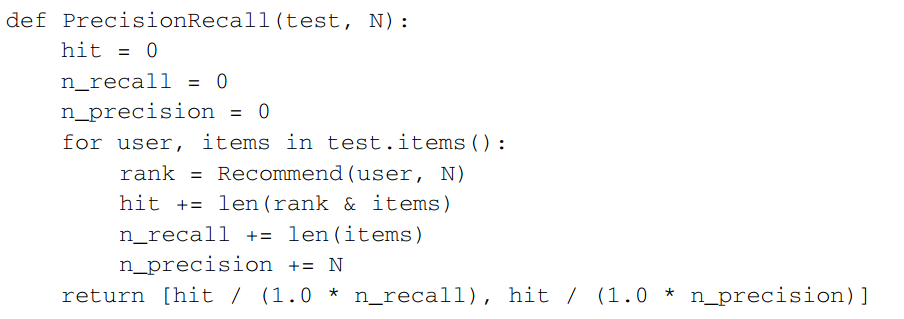 def PrecisionRecall(test, N):
    hit = 0
    n_recall = 0
    n_precision = 0
    for user, items in test.items():
        rank = Recommend(user, N)
        hit += len(rank & items)
        n_recall += len(items)
        n_precision += N
    return [hit / (1.0 * n_recall), hit / (1.0 * n_precision)]